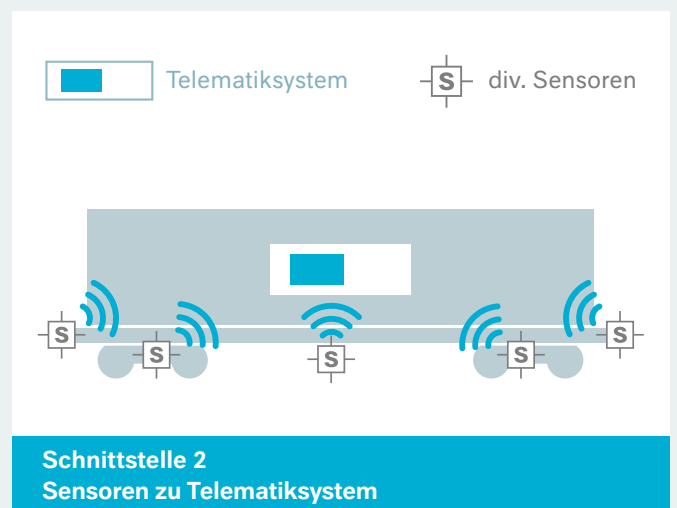 Telematiksystem
S div. Sensoren
S S S S S
Schnittstelle 2
Sensoren zu Telematiksystem